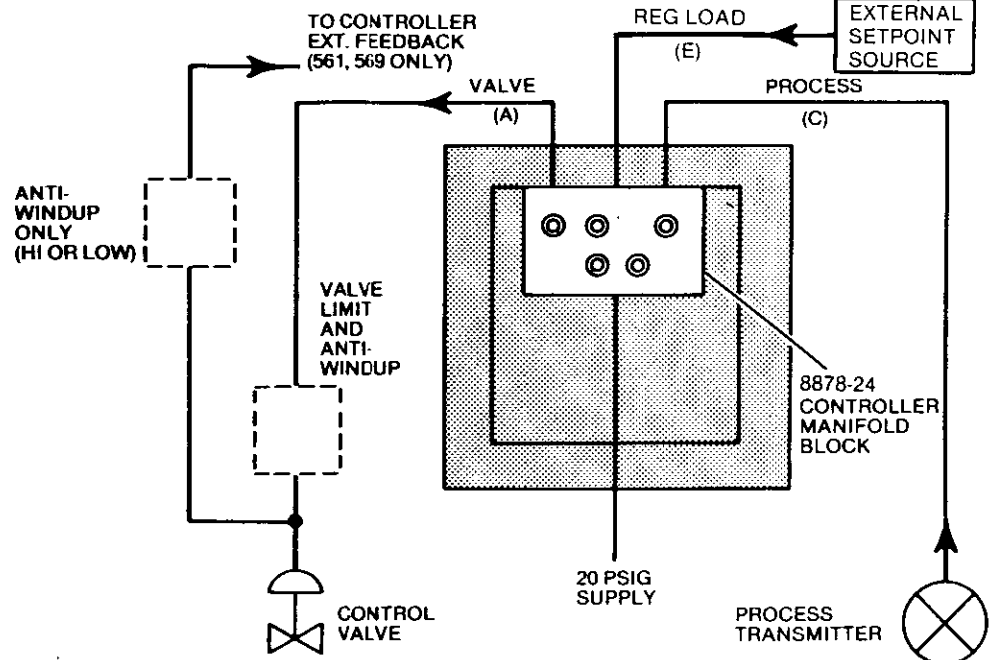 TO CONTROLLER
EXT. FEEDBACK
(561, 569 ONLY)
REG LOAD
(E)
EXTERNAL
SETPOINT
SOURCE
VALVE
(A)
PROCESS
(C)
ANTI-
WINDUP
ONLY
(HI OR LOW)
VALVE
LIMIT
AND
ANTI-
WINDUP
8878-24
CONTROLLER
MANIFOLD
BLOCK
20 PSIG
SUPPLY
CONTROL
VALVE
PROCESS
TRANSMITTER